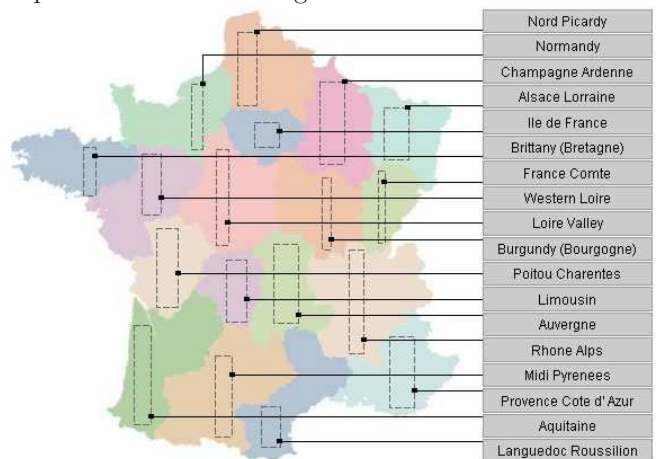 Nord Picardy
Normandy
Champagne Ardenne
Alsace Lorraine
Ile de France
Brittany (Bretagne)
France Comte
Western Loire
Loire Valley
Burgundy (Bourgogne)
Poitou Charentes
Limousin
Auvergne
Rhone Alps
Midi Pyrenees
Provence Cote d' Azur
Aquitaine
Languedoc Roussilion